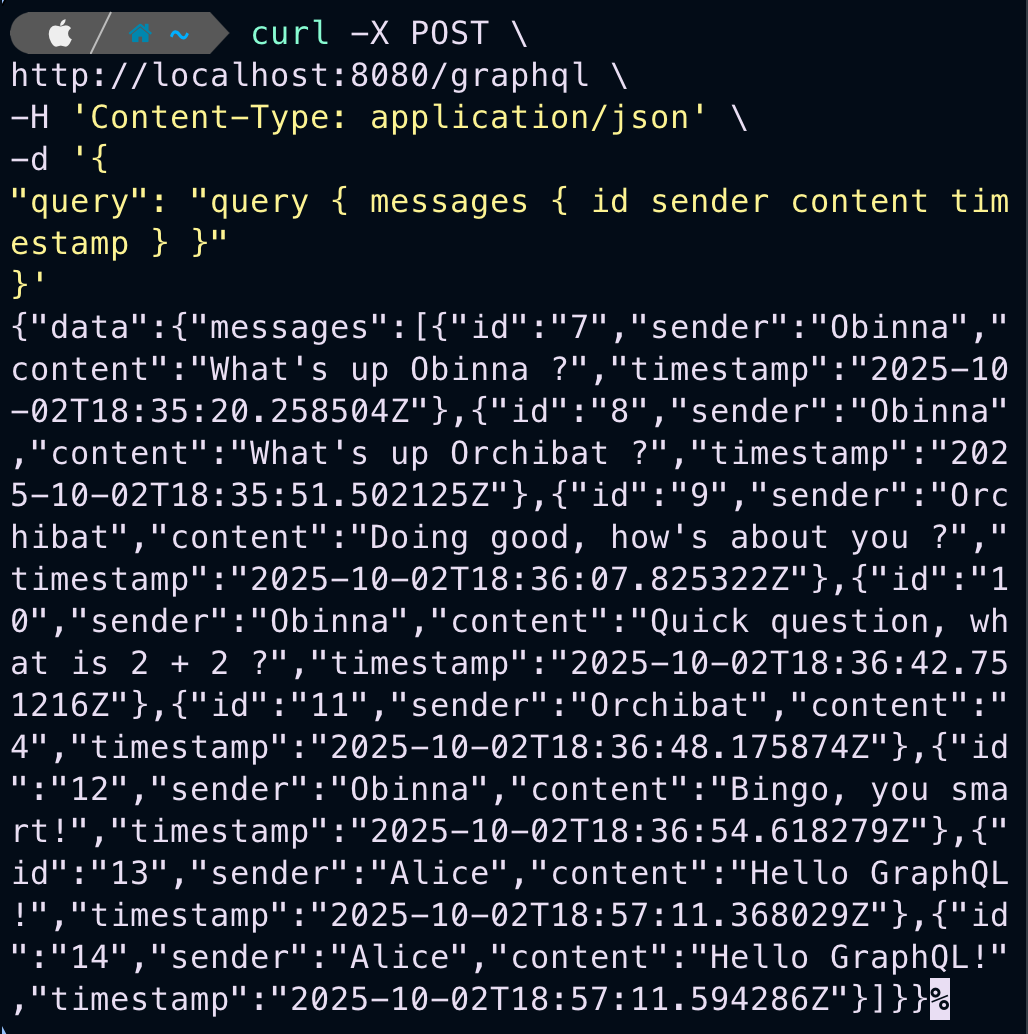 ~ curl -X POST \
http://localhost:8080/graphql \
-H 'Content-Type: application/json' \
-d '{
"query": "query { messages { id sender content tim
estamp } }"
}'
{"data":{"messages":[{"id":"7","sender":"Obinna","
content":"What's up Obinna ?","timestamp":"2025-10
-02T18:35:20.258504Z"},{"id":"8","sender":"Obinna"
,"content":"What's up Orchibat ?","timestamp":"202
5-10-02T18:35:51.502125Z"},{"id":"9","sender":"Orc
hibat","content":"Doing good, how's about you ?","
timestamp":"2025-10-02T18:36:07.825322Z"},{"id":"1
0","sender":"Obinna","content":"Quick question, wh
at is 2 + 2 ?","timestamp":"2025-10-02T18:36:42.75
1216Z"},{"id":"11","sender":"Orchibat","content":"
4","timestamp":"2025-10-02T18:36:48.175874Z"},{"id
":"12","sender":"Obinna","content":"Bingo, you sma
rt!","timestamp":"2025-10-02T18:36:54.618279Z"},{"
id":"13","sender":"Alice","content":"Hello GraphQL
!","timestamp":"2025-10-02T18:57:11.368029Z"},{"id
":"14","sender":"Alice","content":"Hello GraphQL!"
,"timestamp":"2025-10-02T18:57:11.594286Z"}]}}%